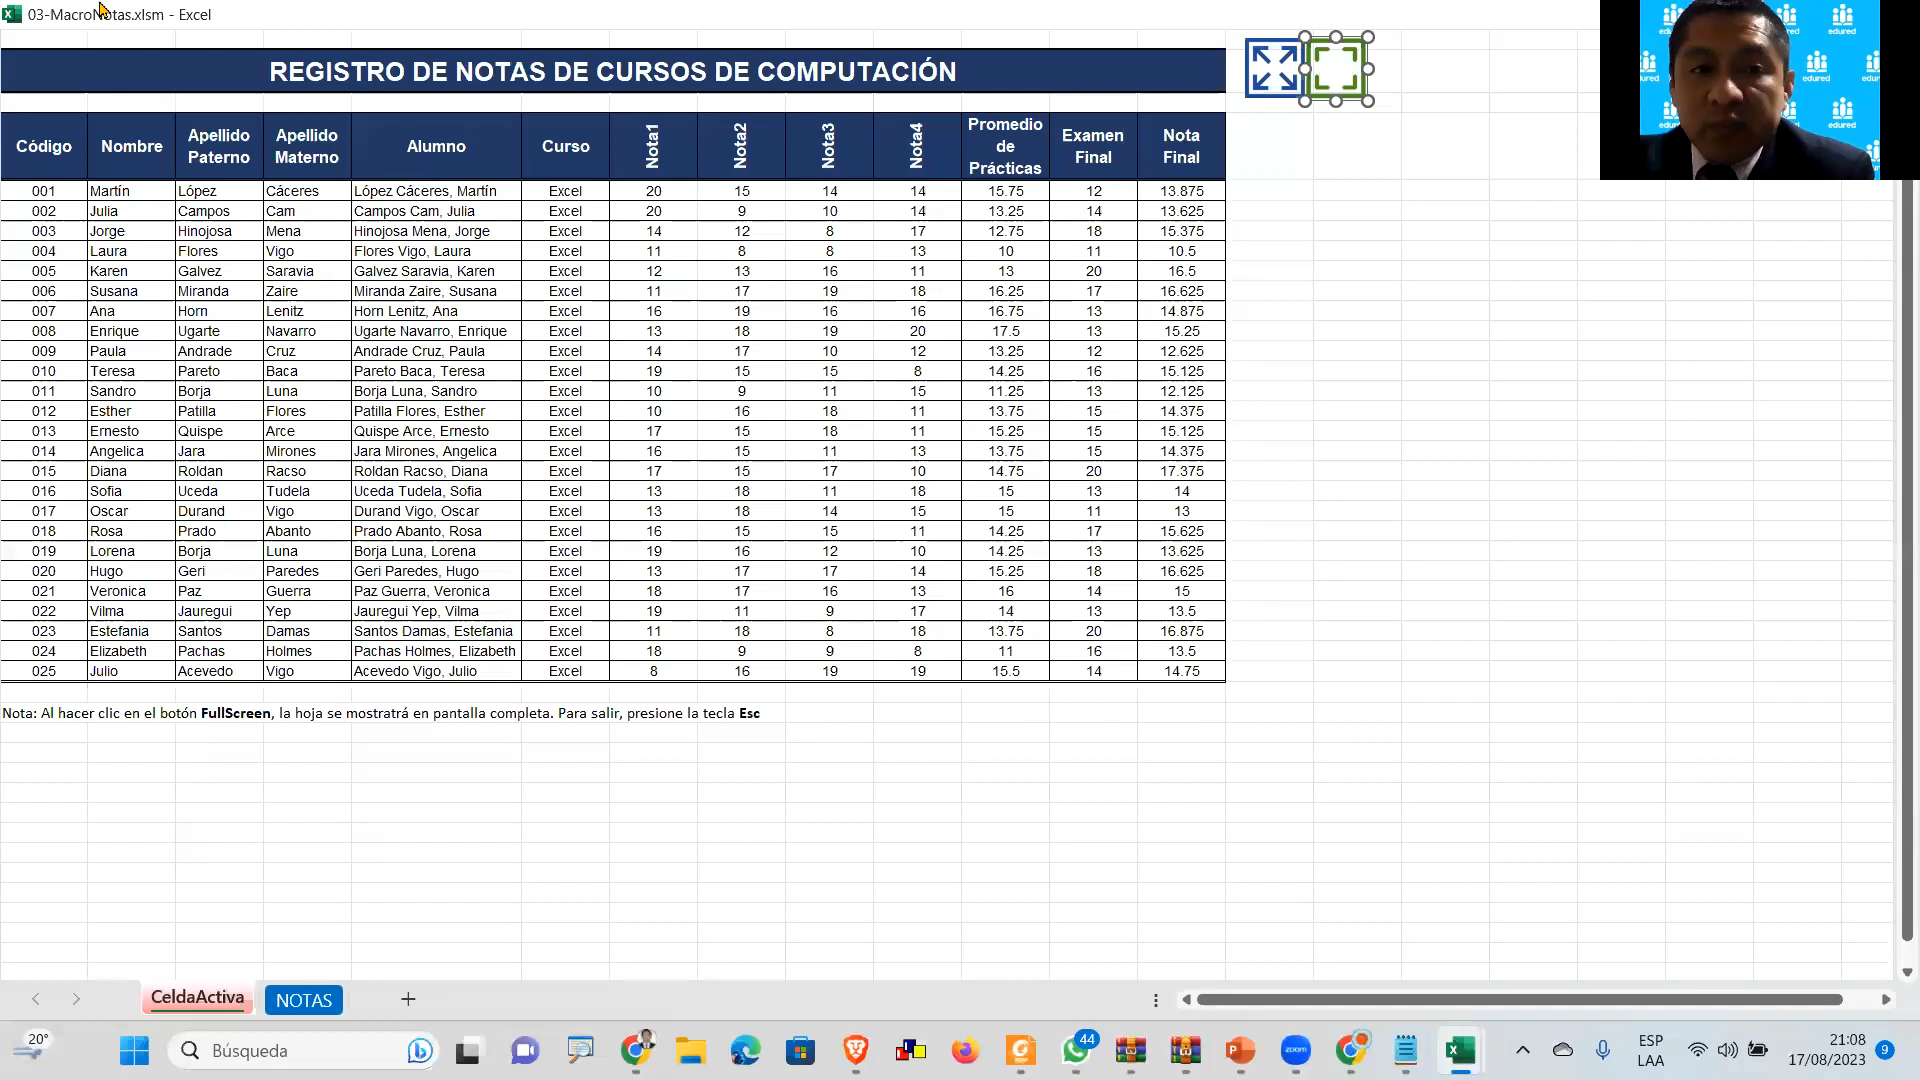 03-MacroNotas.xlsm - Excel
REGISTRO DE NOTAS DE CURSOS DE COMPUTACIÓN
Código Nombre Apellido Paterno Apellido Materno Alumno Curso Nota1 Nota2 Nota3 Nota4 Promedio de Prácticas Examen Final Nota Final
001 Martín López Cáceres López Cáceres, Martín Excel 20 15 14 14 15.75 12 13.875
002 Julia Campos Cam Campos Cam, Julia Excel 20 9 10 14 13.25 14 13.625
003 Jorge Hinojosa Mena Hinojosa Mena, Jorge Excel 14 12 8 17 12.75 18 15.375
004 Laura Flores Vigo Flores Vigo, Laura Excel 11 8 8 13 10 11 10.5
005 Karen Galvez Saravia Galvez Saravia, Karen Excel 12 13 16 11 13 20 16.5
006 Susana Miranda Zaire Miranda Zaire, Susana Excel 11 17 19 18 16.25 17 16.625
007 Ana Horn Lenitz Horn Lenitz, Ana Excel 16 19 16 16 16.75 13 14.875
008 Enrique Ugarte Navarro Ugarte Navarro, Enrique Excel 13 18 19 20 17.5 13 15.25
009 Paula Andrade Cruz Andrade Cruz, Paula Excel 14 17 10 12 13.25 12 12.625
010 Teresa Pareto Baca Pareto Baca, Teresa Excel 19 15 15 8 14.25 16 15.125
011 Sandro Borja Luna Borja Luna, Sandro Excel 10 9 11 15 11.25 13 12.125
012 Esther Patilla Flores Patilla Flores, Esther Excel 10 16 18 11 13.75 15 14.375
013 Ernesto Quispe Arce Quispe Arce, Ernesto Excel 17 15 18 11 15.25 15 15.125
014 Angelica Jara Mirones Jara Mirones, Angelica Excel 16 15 11 13 13.75 15 14.375
015 Diana Roldan Racso Roldan Racso, Diana Excel 17 15 17 10 14.75 20 17.375
016 Sofia Uceda Tudela Uceda Tudela, Sofia Excel 13 18 11 18 15 13 14
017 Oscar Durand Vigo Durand Vigo, Oscar Excel 13 18 14 15 15 11 13
018 Rosa Prado Abanto Prado Abanto, Rosa Excel 16 15 15 11 14.25 17 15.625
019 Lorena Borja Luna Borja Luna, Lorena Excel 19 16 12 10 14.25 13 13.625
020 Hugo Geri Paredes Geri Paredes, Hugo Excel 13 17 17 14 15.25 18 16.625
021 Veronica Paz Guerra Paz Guerra, Veronica Excel 18 17 16 13 16 14 15
022 Vilma Jauregui Yep Jauregui Yep, Vilma Excel 19 11 9 17 14 13 13.5
023 Estefania Santos Damas Santos Damas, Estefania Excel 11 18 8 18 13.75 20 16.875
024 Elizabeth Pachas Holmes Pachas Holmes, Elizabeth Excel 18 9 9 8 11 16 13.5
025 Julio Acevedo Vigo Acevedo Vigo, Julio Excel 8 16 19 19 15.5 14 14.75
Nota: Al hacer clic en el botón FullScreen, la hoja se mostratrá en pantalla completa. Para salir, presione la tecla Esc
edured
edured
edured
edured
CeldaActiva NOTAS
20° Búsqueda 44 zoom ESP LAA 21:08 17/08/2023 9